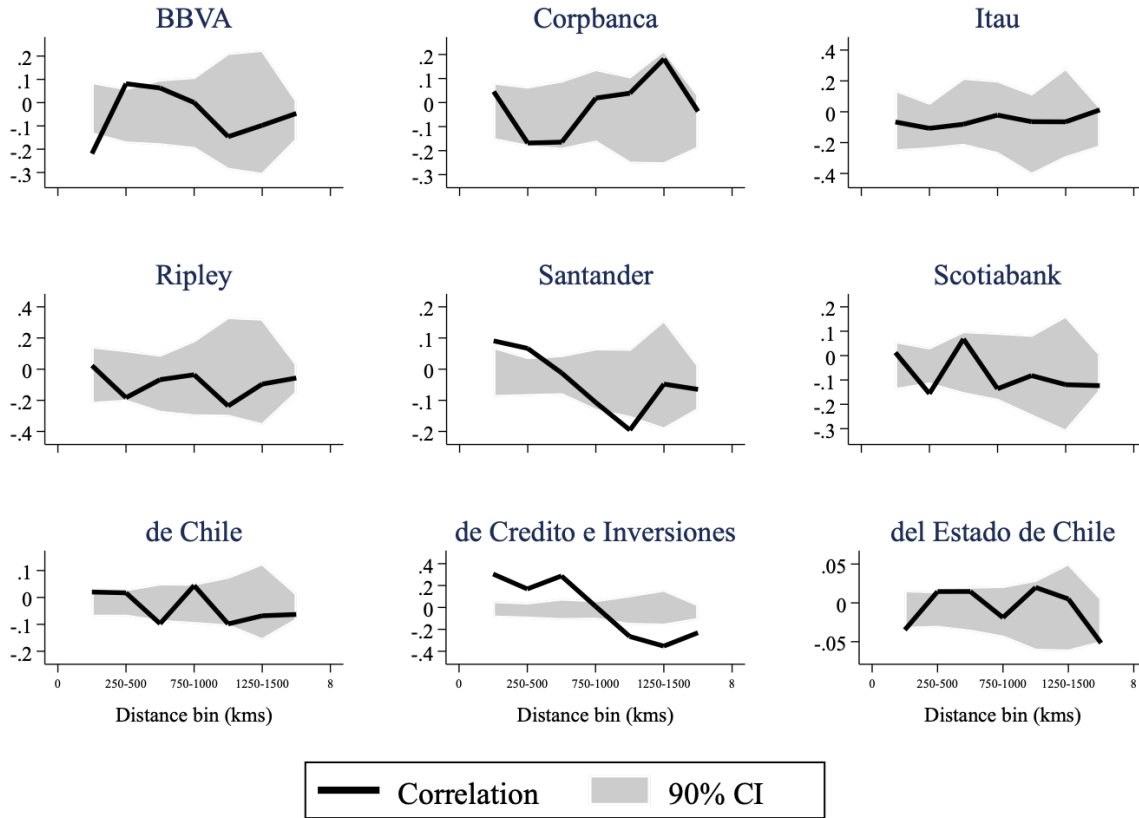 BBVA
Corpbanca
Itau
.2
.1
0
-.1
-.2
-.3
.2
.1
0
-.1
-.2
-.3
.4
.2
0
-.2
-.4
Ripley
Santander
Scotiabank
.4
.2
0
-.2
-.4
.2
.1
0
-.1
-.2
.2
.1
0
-.1
-.2
-.3
de Chile
de Credito e Inversiones
del Estado de Chile
.1
0
-.1
-.2
.4
.2
0
-.2
-.4
.05
0
-.05
0 250-500 750-1000 1250-1500 8
0 250-500 750-1000 1250-1500 8
0 250-500 750-1000 1250-1500 8
Distance bin (kms)
Distance bin (kms)
Distance bin (kms)
Correlation 90% CI